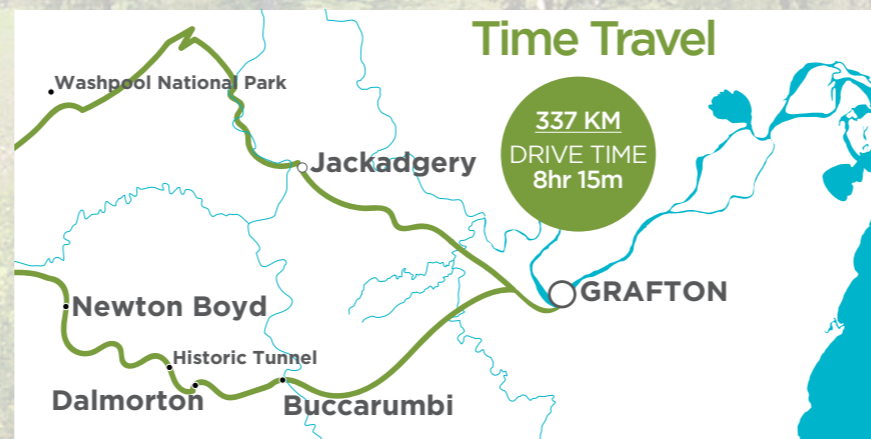 Time Travel
337 KM
DRIVE TIME
8hr 15m
Washpool National Park
Jackadgery
GRAFTON
Newton Boyd
Historic Tunnel
Dalmorton
Buccarumbi